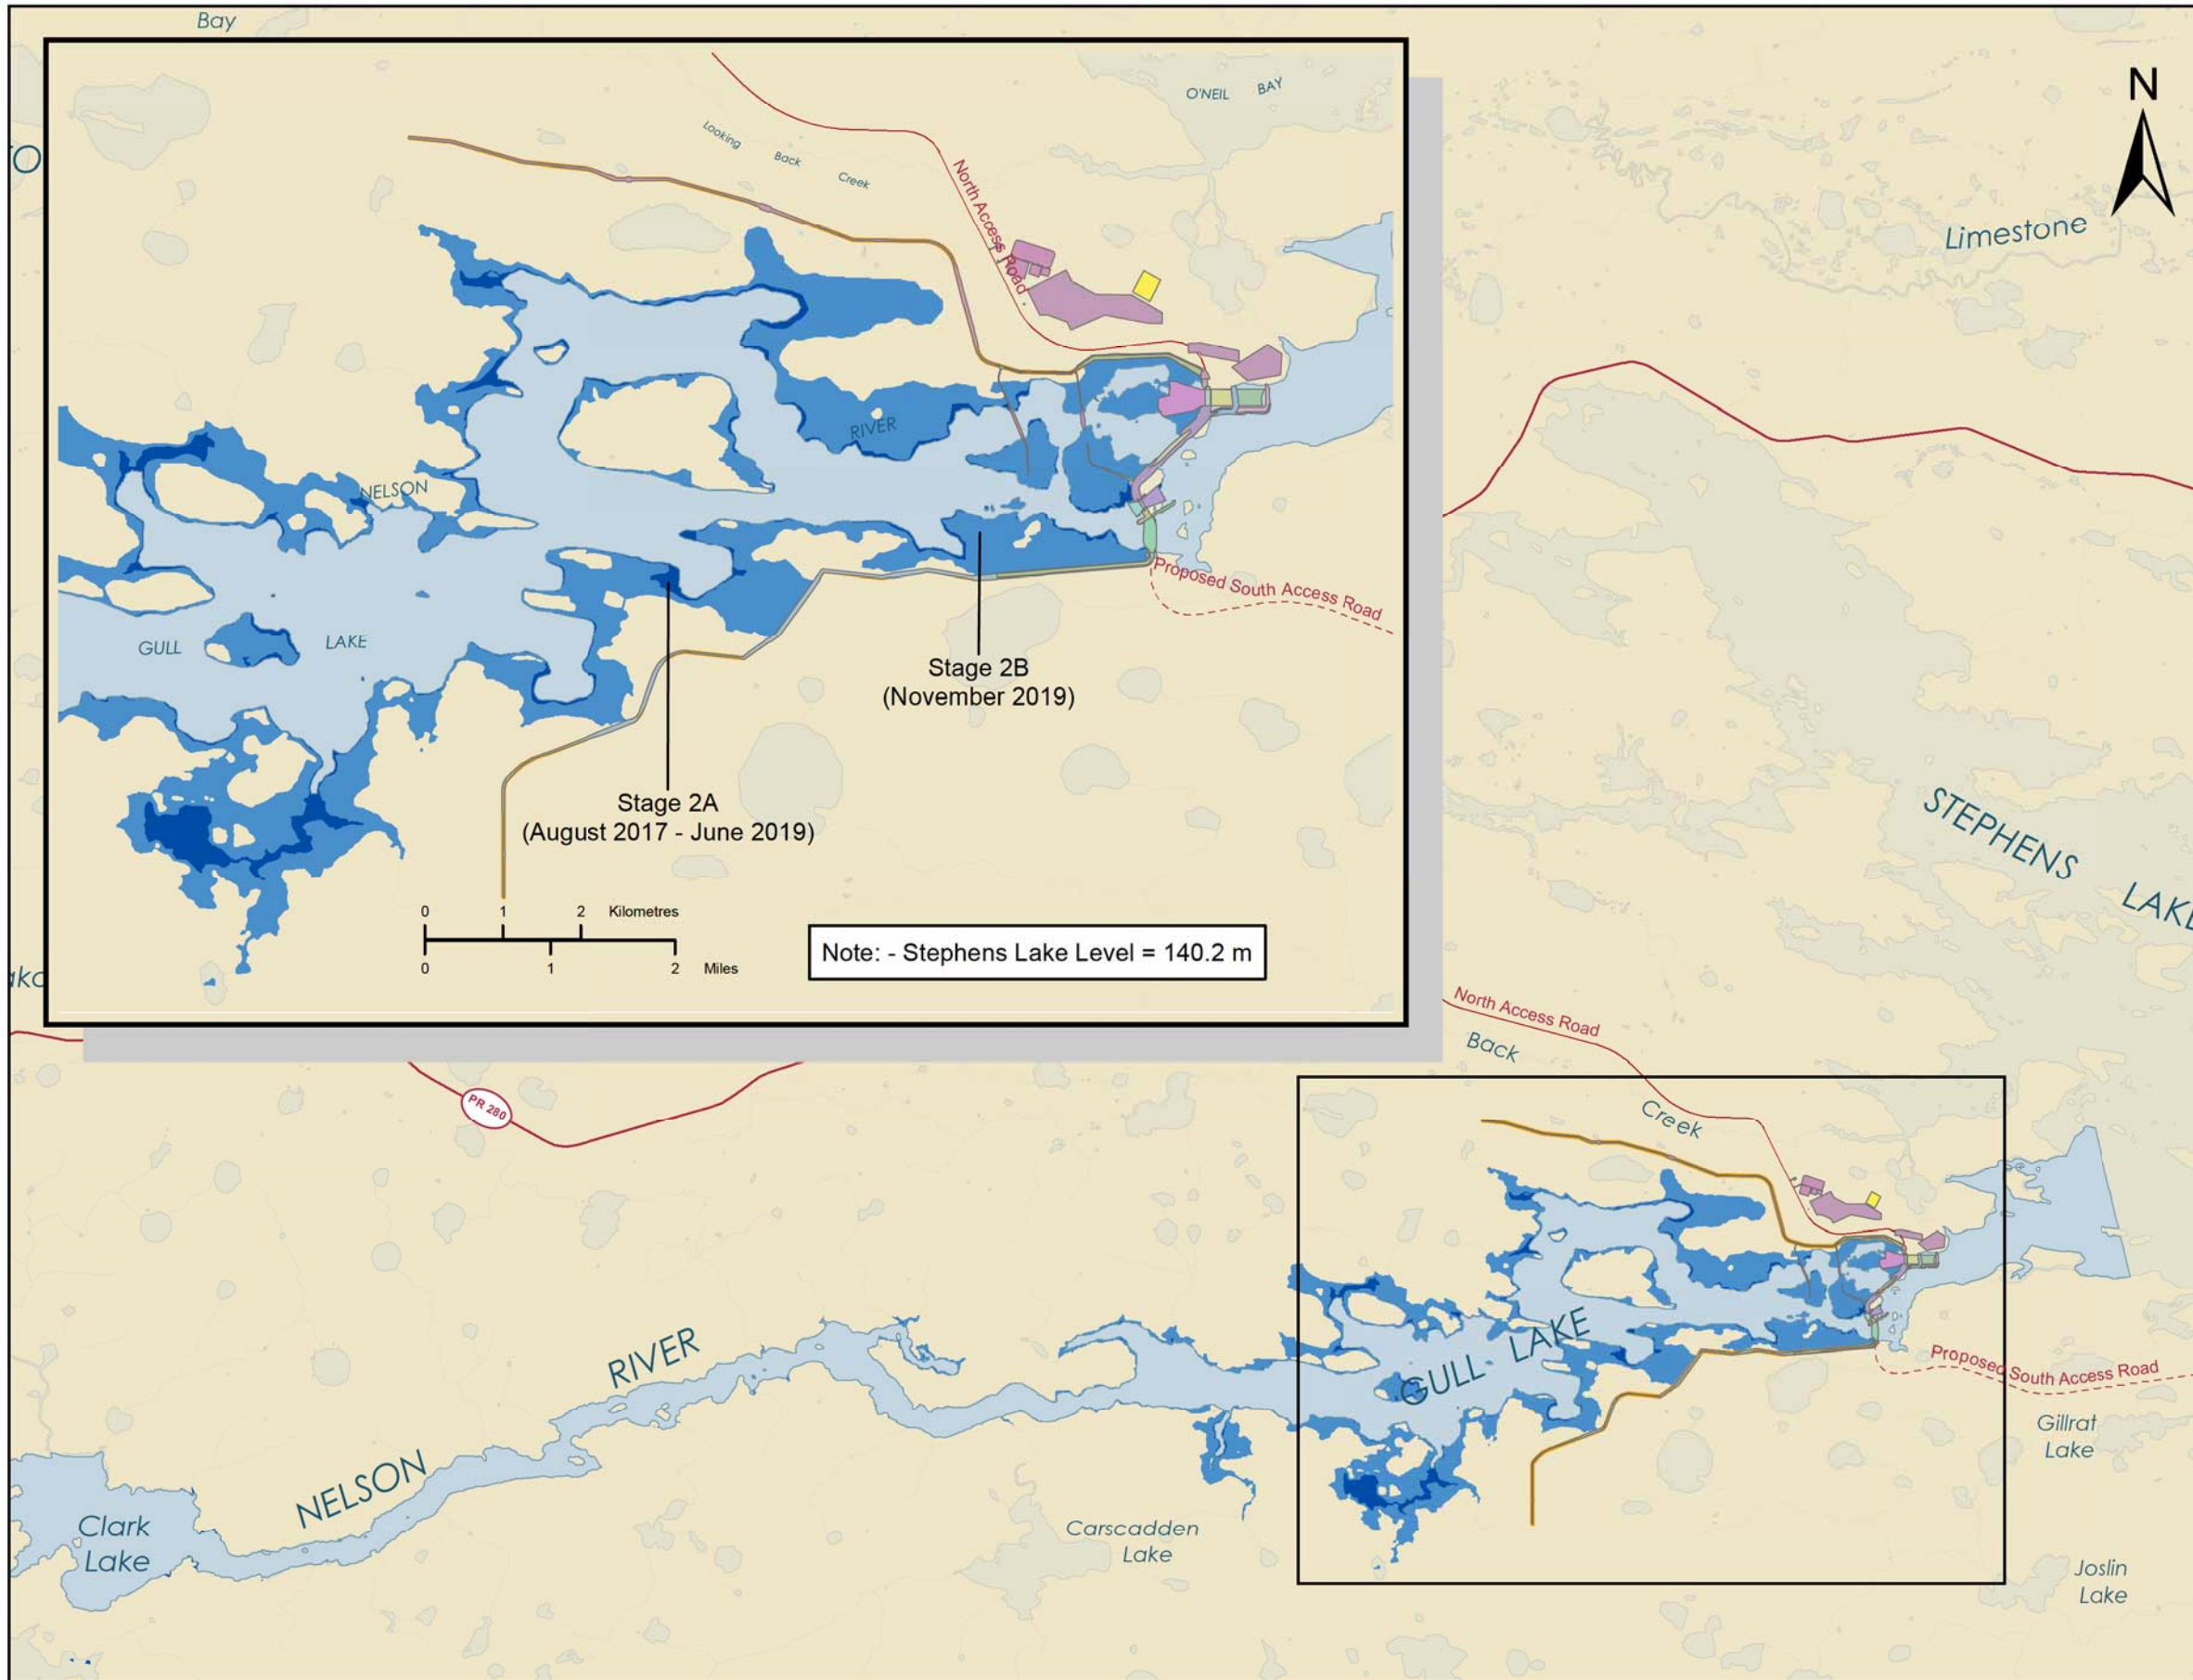 Bay
N
O'NEIL BAY
Looking Back Creek
North Access Road
Limestone
RIVER
NELSON
Proposed South Access Road
GULL LAKE
Stage 2B
(November 2019)
Stage 2A
(August 2017 - June 2019)
STEPHENS LAKE
0 1 2 Kilometres
0 1 2 Miles
Note: - Stephens Lake Level = 140.2 m
North Access Road
Back
Creek
PR 280
GULL LAKE
NELSON RIVER
Proposed South Access Road
Gillrat
Lake
Clark
Lake
Carscadden
Lake
Joslin
Lake